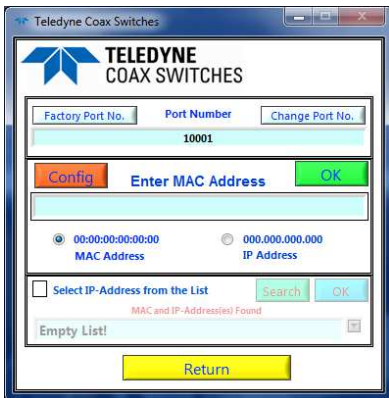 Teledyne Coax Switches
TELEDYNE
COAX SWITCHES
Factory Port No. Port Number Change Port No.
10001
Config Enter MAC Address OK
00:00:00:00:00:00 000.000.000.000
MAC Address IP Address
Select IP-Address from the List Search OK
MAC and IP-Address(es) Found
Empty List!
Return